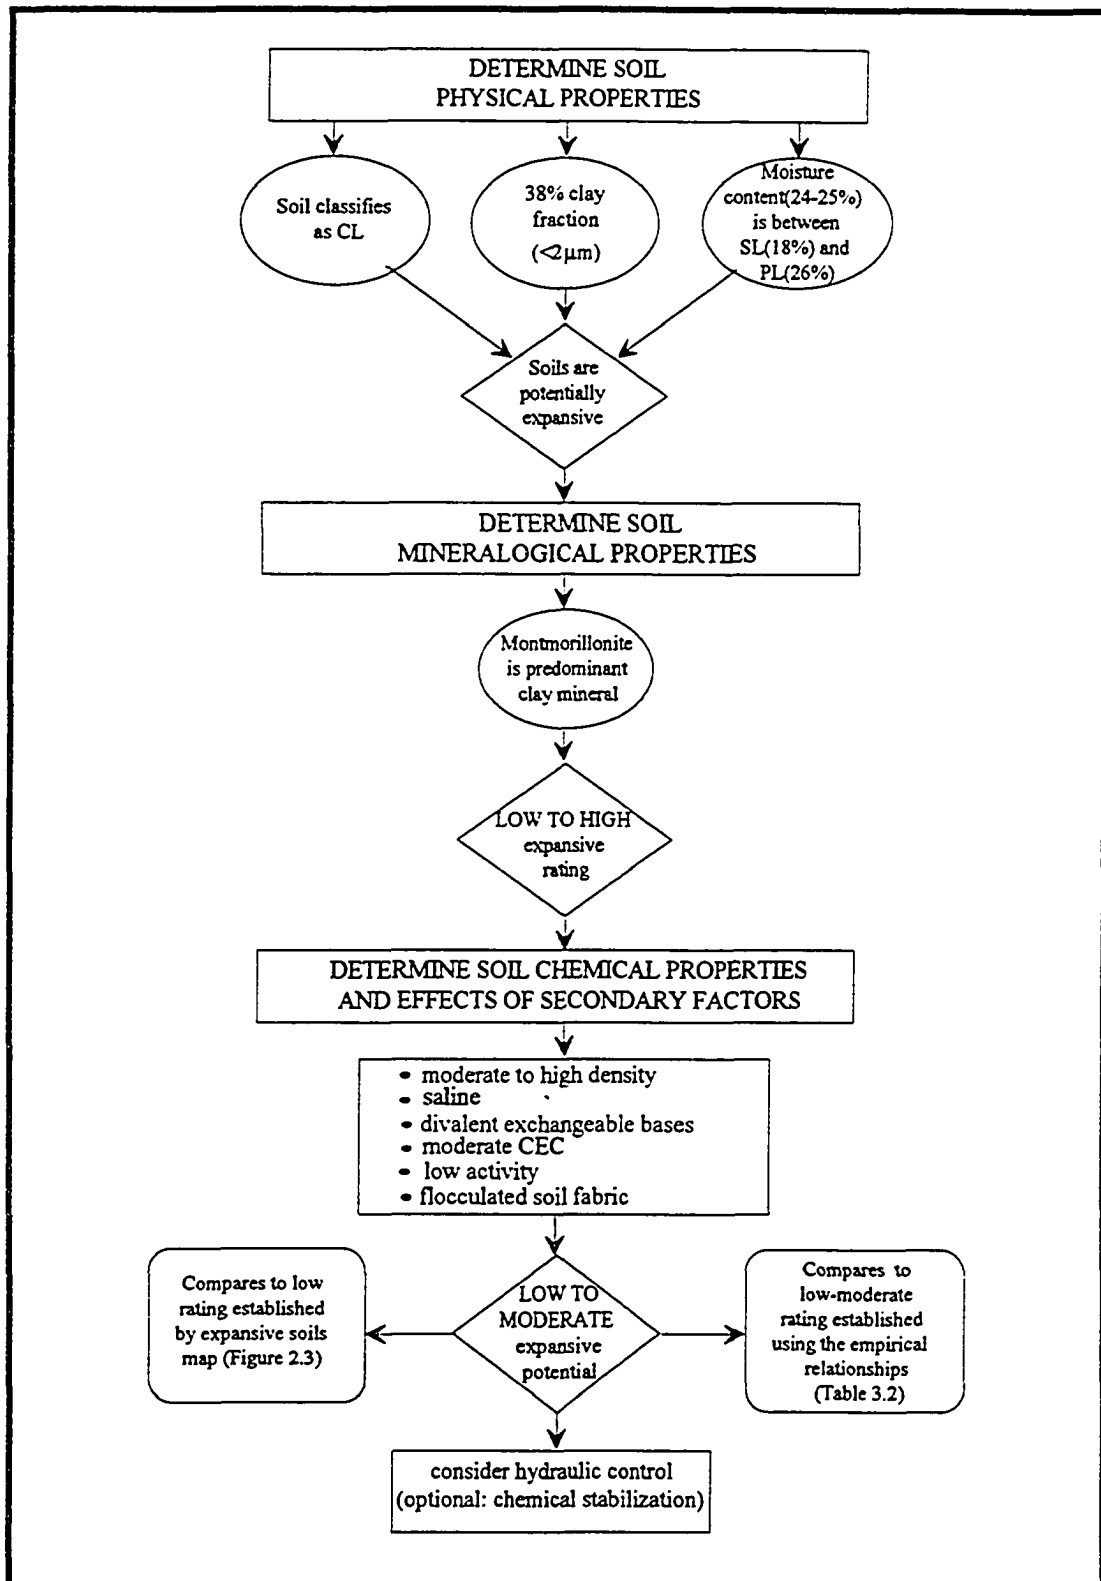 DETERMINE SOIL
PHYSICAL PROPERTIES
Soil classifies
as CL
38% clay
fraction
(<2μm)
Moisture
content(24-25%)
is between
SL(18%) and
PL(26%)
Soils are
potentially
expansive
DETERMINE SOIL
MINERALOGICAL PROPERTIES
Montmorillonite
is predominant
clay mineral
LOW TO HIGH
expansive
rating
DETERMINE SOIL CHEMICAL PROPERTIES
AND EFFECTS OF SECONDARY FACTORS
• moderate to high density
• saline
• divalent exchangeable bases
• moderate CEC
• low activity
• flocculated soil fabric
Compares to low
rating established
by expansive soils
map (Figure 2.3)
LOW TO
MODERATE
expansive
potential
Compares to
low-moderate
rating established
using the empirical
relationships
(Table 3.2)
consider hydraulic control
(optional: chemical stabilization)